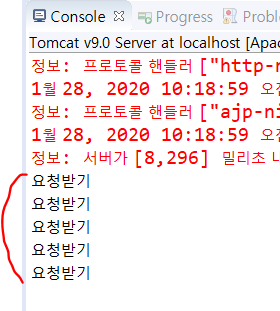 Console Progress Problem
Tomcat v9.0 Server at localhost [Apac
정보: 프로토콜 핸들러 ["http-n
1월 28, 2020 10:18:59 오전
정보: 프로토콜 핸들러 ["ajp-ni
1월 28, 2020 10:18:59 오전
정보: 서버가 [8,296] 밀리초 내
요청받기
요청받기
요청받기
요청받기
요청받기